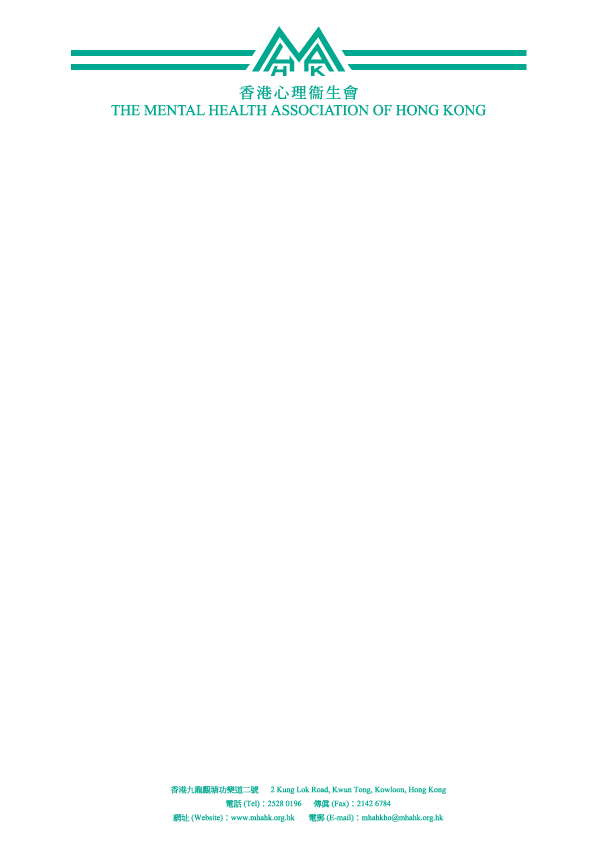 MHAHK
香港心理衞生會
THE MENTAL HEALTH ASSOCIATION OF HONG KONG
香港九龍觀塘功樂道二號 2 Kung Lok Road, Kwun Tong, Kowloon, Hong Kong
電話 (Tel)：2528 0196 傳眞 (Fax)：2142 6784
網址 (Website)：www.mhahk.org.hk 電郵 (E-mail)：mhahkho@mhahk.org.hk